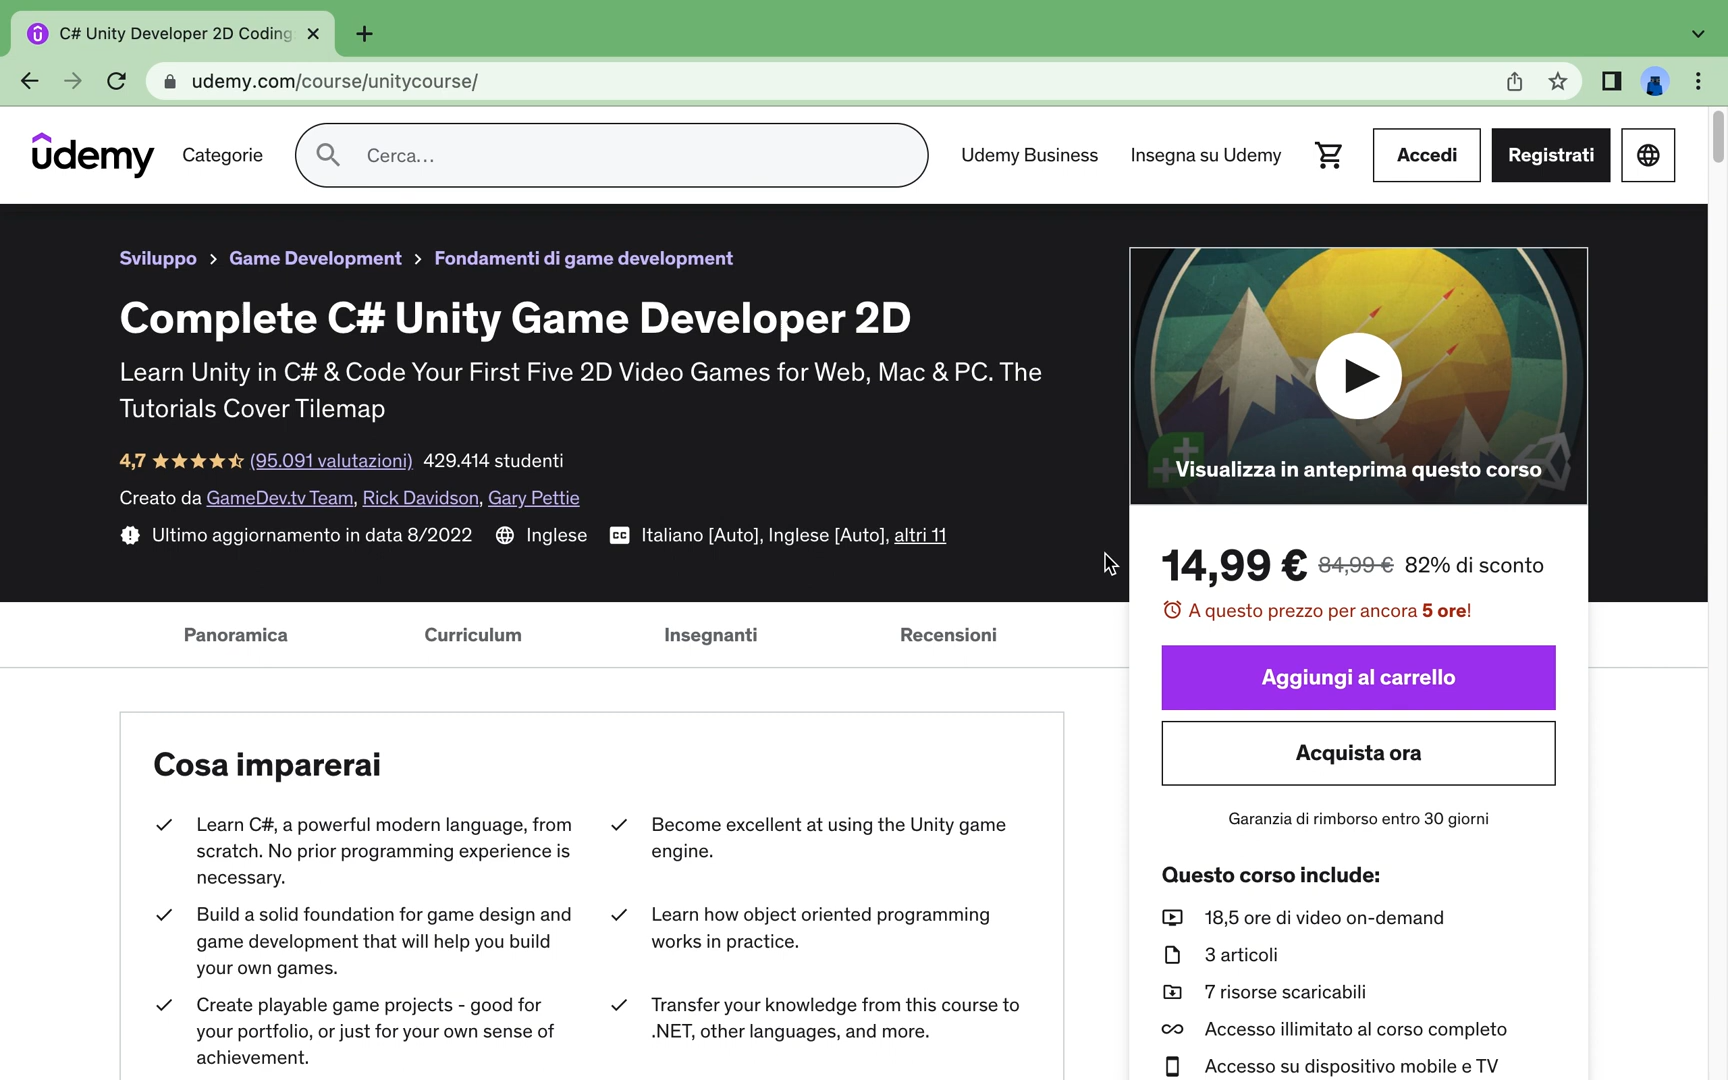 C# Unity Developer 2D Coding
udemy.com/course/unitycourse/
udemy
Categorie
Cerca...
Udemy Business
Insegna su Udemy
Accedi
Registrati
Sviluppo > Game Development > Fondamenti di game development
Complete C# Unity Game Developer 2D
Learn Unity in C# & Code Your First Five 2D Video Games for Web, Mac & PC. The
Tutorials Cover Tilemap
4,7 (95.091 valutazioni) 429.414 studenti
Creato da GameDev.tv Team, Rick Davidson, Gary Pettie
Ultimo aggiornamento in data 8/2022 Inglese CC Italiano [Auto], Inglese [Auto], altri 11
Visualizza in anteprima questo corso
14,99 € 84,99 € 82% di sconto
A questo prezzo per ancora 5 ore!
Aggiungi al carrello
Acquista ora
Garanzia di rimborso entro 30 giorni
Questo corso include:
18,5 ore di video on-demand
3 articoli
7 risorse scaricabili
Accesso illimitato al corso completo
Accesso su dispositivo mobile e TV
Panoramica
Curriculum
Insegnanti
Recensioni
Cosa imparerai
Learn C#, a powerful modern language, from
scratch. No prior programming experience is
necessary.
Become excellent at using the Unity game
engine.
Build a solid foundation for game design and
game development that will help you build
your own games.
Learn how object oriented programming
works in practice.
Create playable game projects - good for
your portfolio, or just for your own sense of
achievement.
Transfer your knowledge from this course to
.NET, other languages, and more.